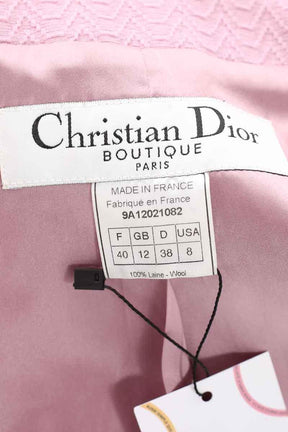 Christian Dior
BOUTIQUE
PARIS
MADE IN FRANCE
Fabriqué en France
9A12021082
F GB D USA
40 12 38 8
100% Laine - Wool